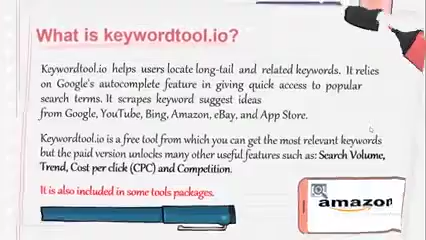 What is keywordtool.io?
Keywordtool.io helps users locate long-tail and related keywords. It relies
on Google's autocomplete feature in giving quick access to popular
search terms. It scrapes keyword suggest ideas
from Google, YouTube, Bing, Amazon, eBay, and App Store.
Keywordtool.io is a free tool from which you can get the most relevant keywords
but the paid version unlocks many other useful features such as: Search Volume,
Trend, Cost per click (CPC) and Competition.
It is also included in some tools packages.
amazon